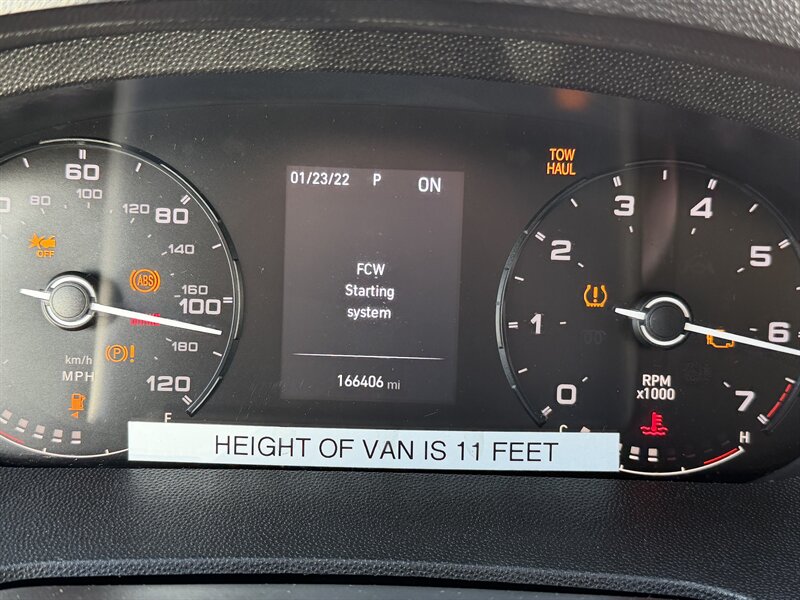 01/23/22 P ON
FCW
Starting
system
166406 mi
TOW
HAUL
60
80
100
120
80
100
120
140
160
180
km/h
MPH
OFF
ABS
BRAKE
P!
F
0
1
2
3
4
5
6
7
RPM
x1000
C
H
HEIGHT OF VAN IS 11 FEET